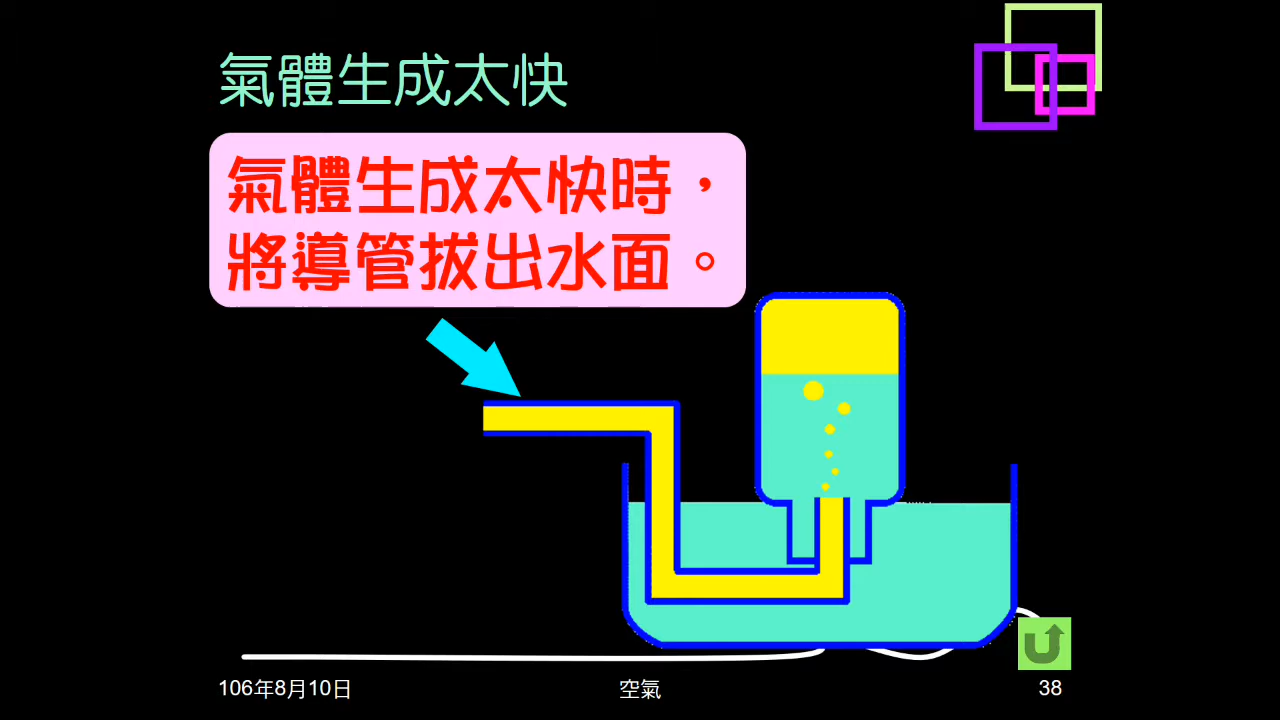 氣體生成太快
氣體生成太快時，
將導管拔出水面。
106年8月10日
空氣
38